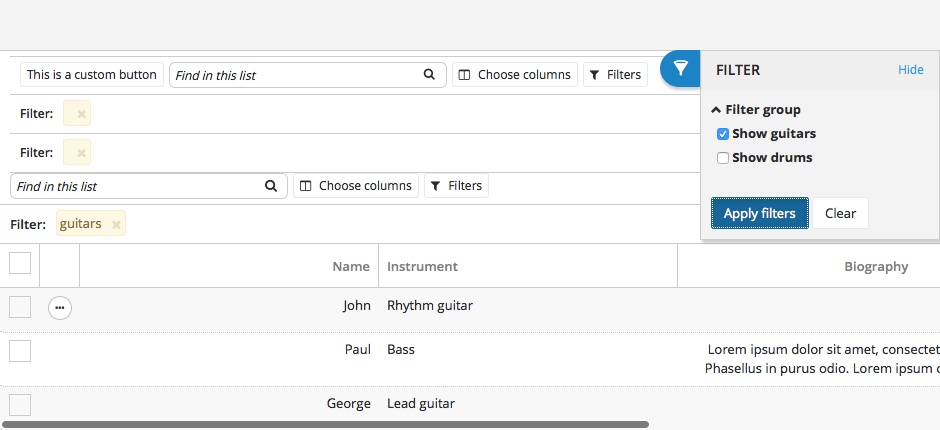 This is a custom button Find in this list Choose columns Filters
FILTER Hide
Filter:
Filter group
Show guitars
Filter:
Show drums
Find in this list Choose columns Filters
Apply filters Clear
Filter: guitars
Name Instrument Biography
John Rhythm guitar
Paul Bass Lorem ipsum dolor sit amet, consectet
Phasellus in purus odio. Lorem ipsum
George Lead guitar